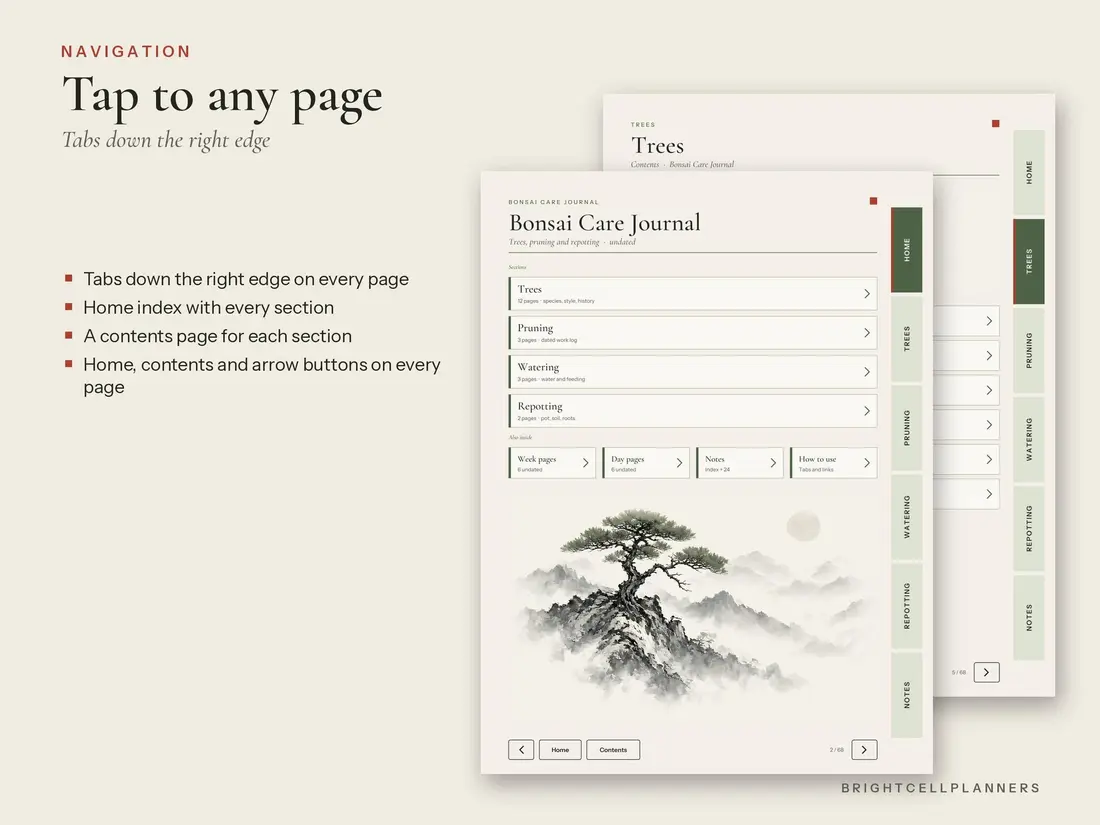 NAVIGATION
Tap to any page
Tabs down the right edge
Tabs down the right edge on every page
Home index with every section
A contents page for each section
Home, contents and arrow buttons on every
page
TREES
Trees
Contents · Bonsai Care Journal
HOME
TREES
PRUNING
WATERING
REPOTTING
NOTES
5 / 68
BONSAI CARE JOURNAL
Bonsai Care Journal
Trees, pruning and repotting · undated
Sections
Trees
12 pages · species, style, history
Pruning
3 pages · dated work log
Watering
3 pages · water and feeding
Repotting
2 pages · pot, soil, roots
Also inside
Week pages
6 undated
Day pages
6 undated
Notes
Index + 24
How to use
Tabs and links
HOME
TREES
PRUNING
WATERING
REPOTTING
NOTES
Home
Contents
2 / 68
BRIGHTCELLPLANNERS